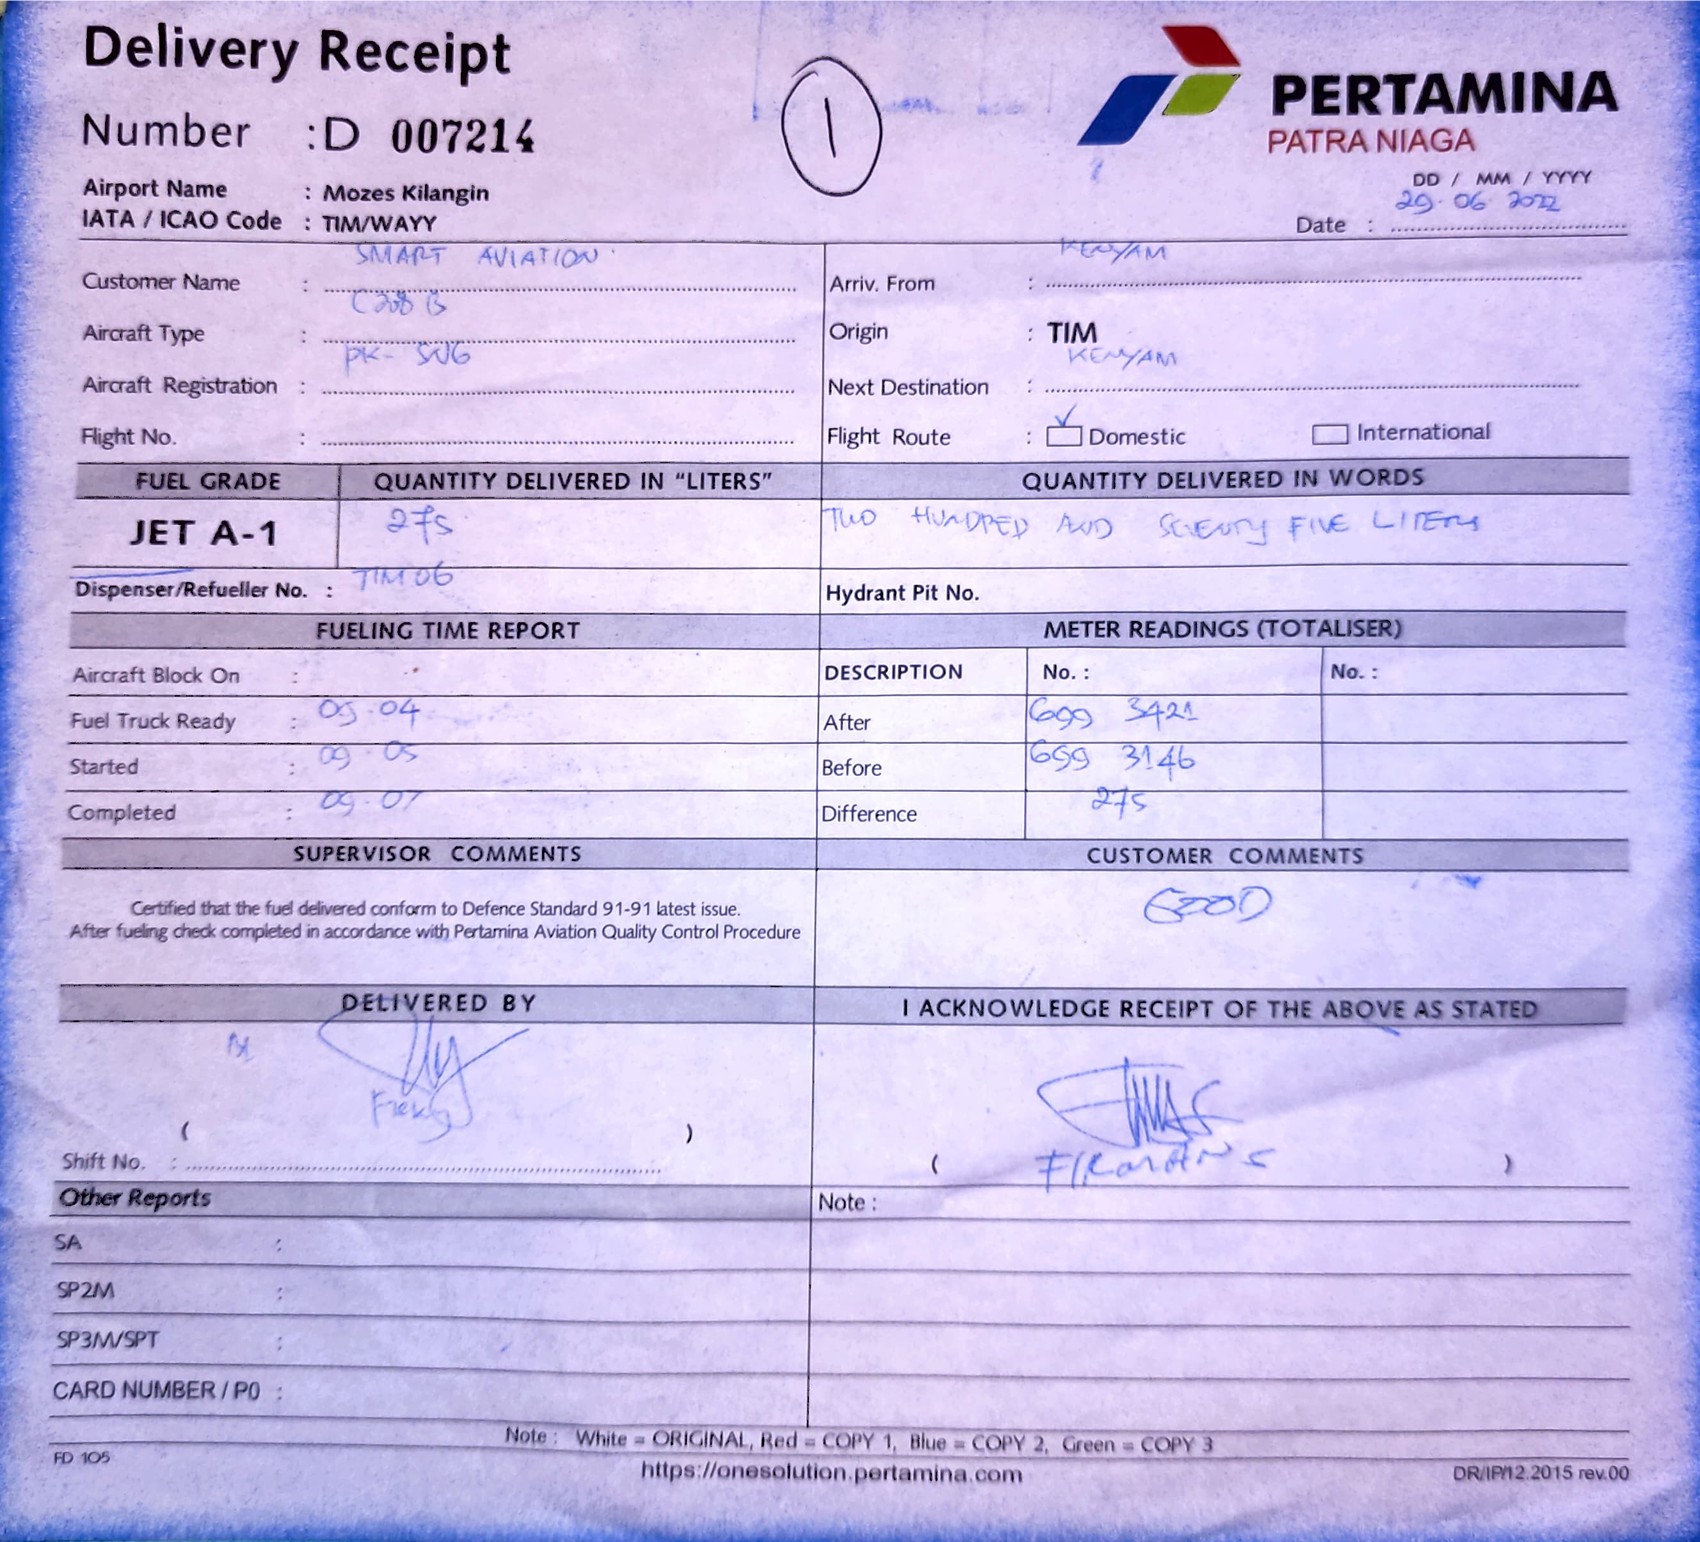 Delivery Receipt
Number : D 007214
1
PERTAMINA
PATRA NIAGA
Airport Name : Mozes Kilangin
IATA / ICAO Code : TIM/WAYY
DD / MM / YYYY
Date : 29.06.2022
Customer Name : SMART AVIATION
Arriv. From : KENYAM
Aircraft Type : C208 B
Origin : TIM
Aircraft Registration : PK-
Next Destination : KENYAM
Flight No. :
Flight Route : Domestic International
FUEL GRADE QUANTITY DELIVERED IN "LITERS" QUANTITY DELIVERED IN WORDS
JET A-1 275 TWO HUNDRED AND SEVENTY FIVE LITERS
Dispenser/Refueller No. : TIM 06 Hydrant Pit No.
FUELING TIME REPORT METER READINGS (TOTALISER)
Aircraft Block On : DESCRIPTION No. : No. :
Fuel Truck Ready : 09.04 After 699 3421
Started : 09.05 Before 699 3146
Completed : 09.07 Difference 275
SUPERVISOR COMMENTS CUSTOMER COMMENTS
GOOD
Certified that the fuel delivered conform to Defence Standard 91-91 latest issue.
After fueling check completed in accordance with Pertamina Aviation Quality Control Procedure
DELIVERED BY I ACKNOWLEDGE RECEIPT OF THE ABOVE AS STATED
( )
Shift No. : ( )
Other Reports Note :
SA :
SP2M :
SP3M/SPT :
CARD NUMBER / P0 :
Note : White = ORIGINAL, Red = COPY 1, Blue = COPY 2, Green = COPY 3
FD 105 https://onesolution.pertamina.com DR/IP/12.2015 rev.00